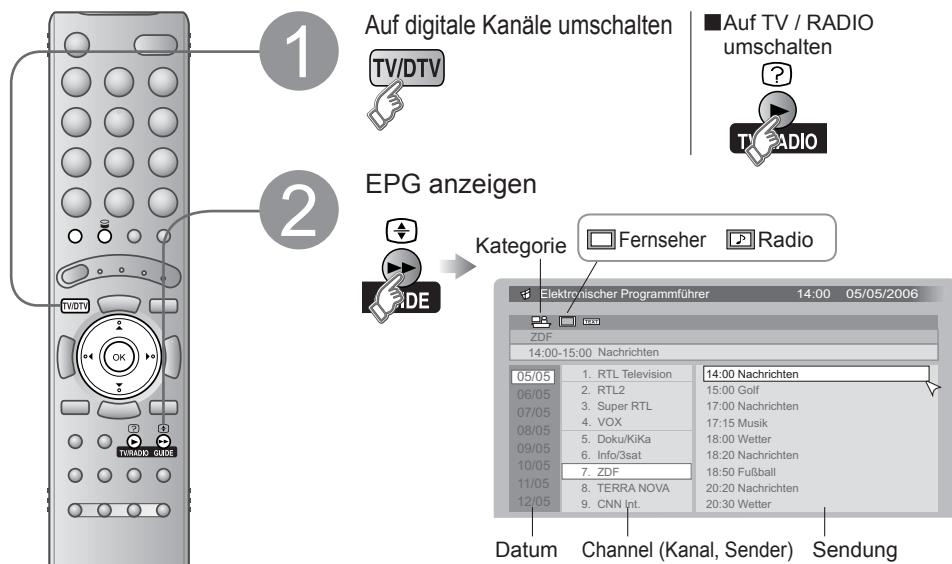 1
Auf digitale Kanäle umschalten
TV/DTV
■Auf TV / RADIO
umschalten
?
TV/RADIO
TV/DTV
OK
?
TV/RADIO GUIDE
2
EPG anzeigen
GUIDE
Kategorie
Fernseher Radio
Elektronischer Programmführer 14:00 05/05/2006
TEXT
ZDF
14:00-15:00 Nachrichten
05/05
06/05
07/05
08/05
09/05
10/05
11/05
12/05
1. RTL Television
2. RTL2
3. Super RTL
4. VOX
5. Doku/KiKa
6. Info/3sat
7. ZDF
8. TERRA NOVA
9. CNN Int.
14:00 Nachrichten
15:00 Golf
17:00 Nachrichten
17:15 Musik
18:00 Wetter
18:20 Nachrichten
18:50 Fußball
20:20 Nachrichten
20:30 Wetter
Datum Channel (Kanal, Sender) Sendung